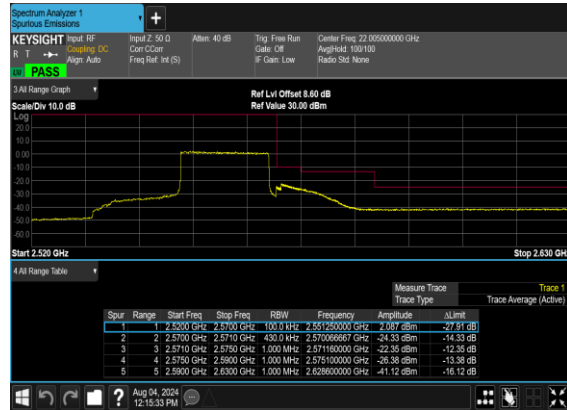 Spectrum Analyzer 1
Spurious Emissions
+
KEYSIGHT Input: RF Input Z: 50 Ω Atten: 40 dB Trig: Free Run Center Freq: 22.005000000 GHz
R T Coupling: DC Corr CCorr Gate: Off Avg|Hold: 100/100
Align: Auto Freq Ref: Int (S) IF Gain: Low Radio Std: None
PASS
3 All Range Graph
Ref Lvl Offset 8.60 dB
Scale/Div 10.0 dB Ref Value 30.00 dBm
Log
20.0
10.0
0.00
-10.0
-20.0
-30.0
-40.0
-50.0
-60.0
Start 2.520 GHz Stop 2.630 GH
4 All Range Table
Measure Trace Trace 1
Trace Type Trace Average (Active)
Spur Range Start Freq Stop Freq RBW Frequency Amplitude ΔLimit
1 1 2.5200 GHz 2.5700 GHz 100.0 kHz 2.551250000 GHz 2.087 dBm -27.91 dB
2 2 2.5700 GHz 2.5710 GHz 430.0 kHz 2.570066667 GHz -24.33 dBm -14.33 dB
3 3 2.5710 GHz 2.5750 GHz 1.000 MHz 2.571160000 GHz -22.35 dBm -12.35 dB
4 4 2.5750 GHz 2.5900 GHz 1.000 MHz 2.575100000 GHz -26.38 dBm -13.38 dB
5 5 2.5900 GHz 2.6300 GHz 1.000 MHz 2.628600000 GHz -41.12 dBm -16.12 dB
? Aug 04, 2024
12:15:33 PM